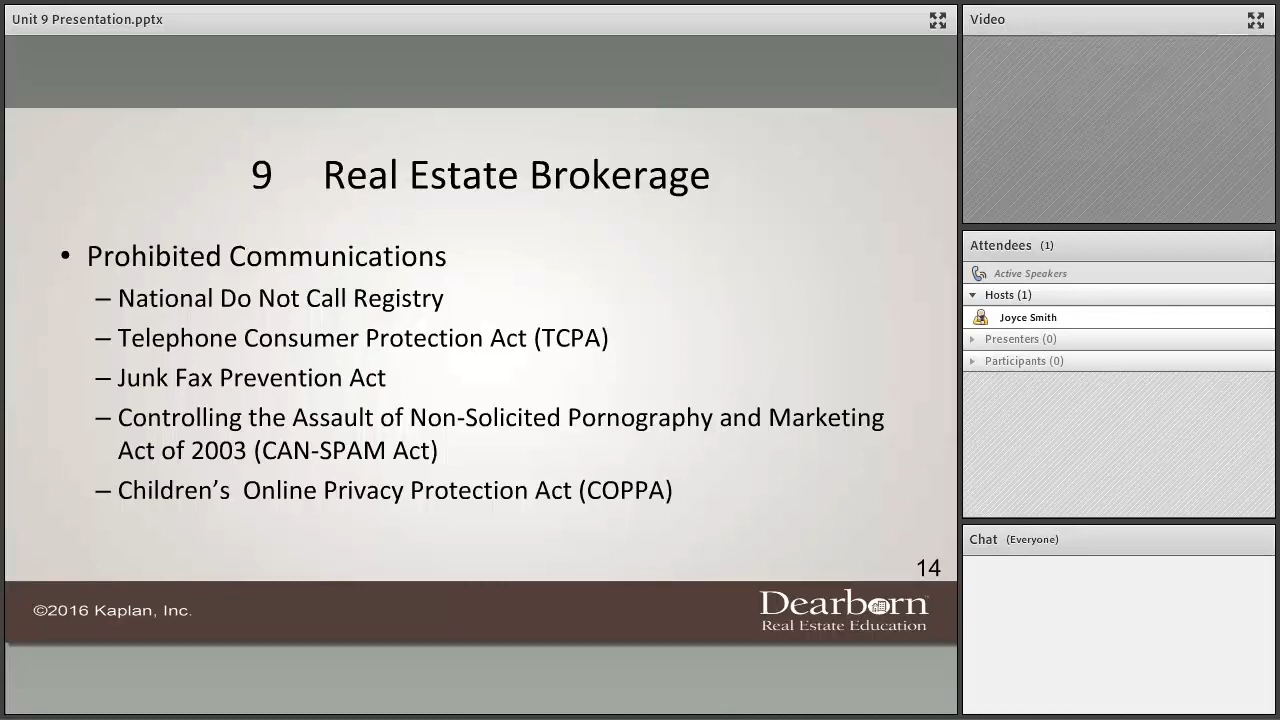 Unit 9 Presentation.pptx
9 Real Estate Brokerage
• Prohibited Communications
– National Do Not Call Registry
– Telephone Consumer Protection Act (TCPA)
– Junk Fax Prevention Act
– Controlling the Assault of Non-Solicited Pornography and Marketing
Act of 2003 (CAN-SPAM Act)
– Children’s Online Privacy Protection Act (COPPA)
14
©2016 Kaplan, Inc.
Dearborn
Real Estate Education
Video
Attendees (1)
Active Speakers
Hosts (1)
Joyce Smith
Presenters (0)
Participants (0)
Chat (Everyone)